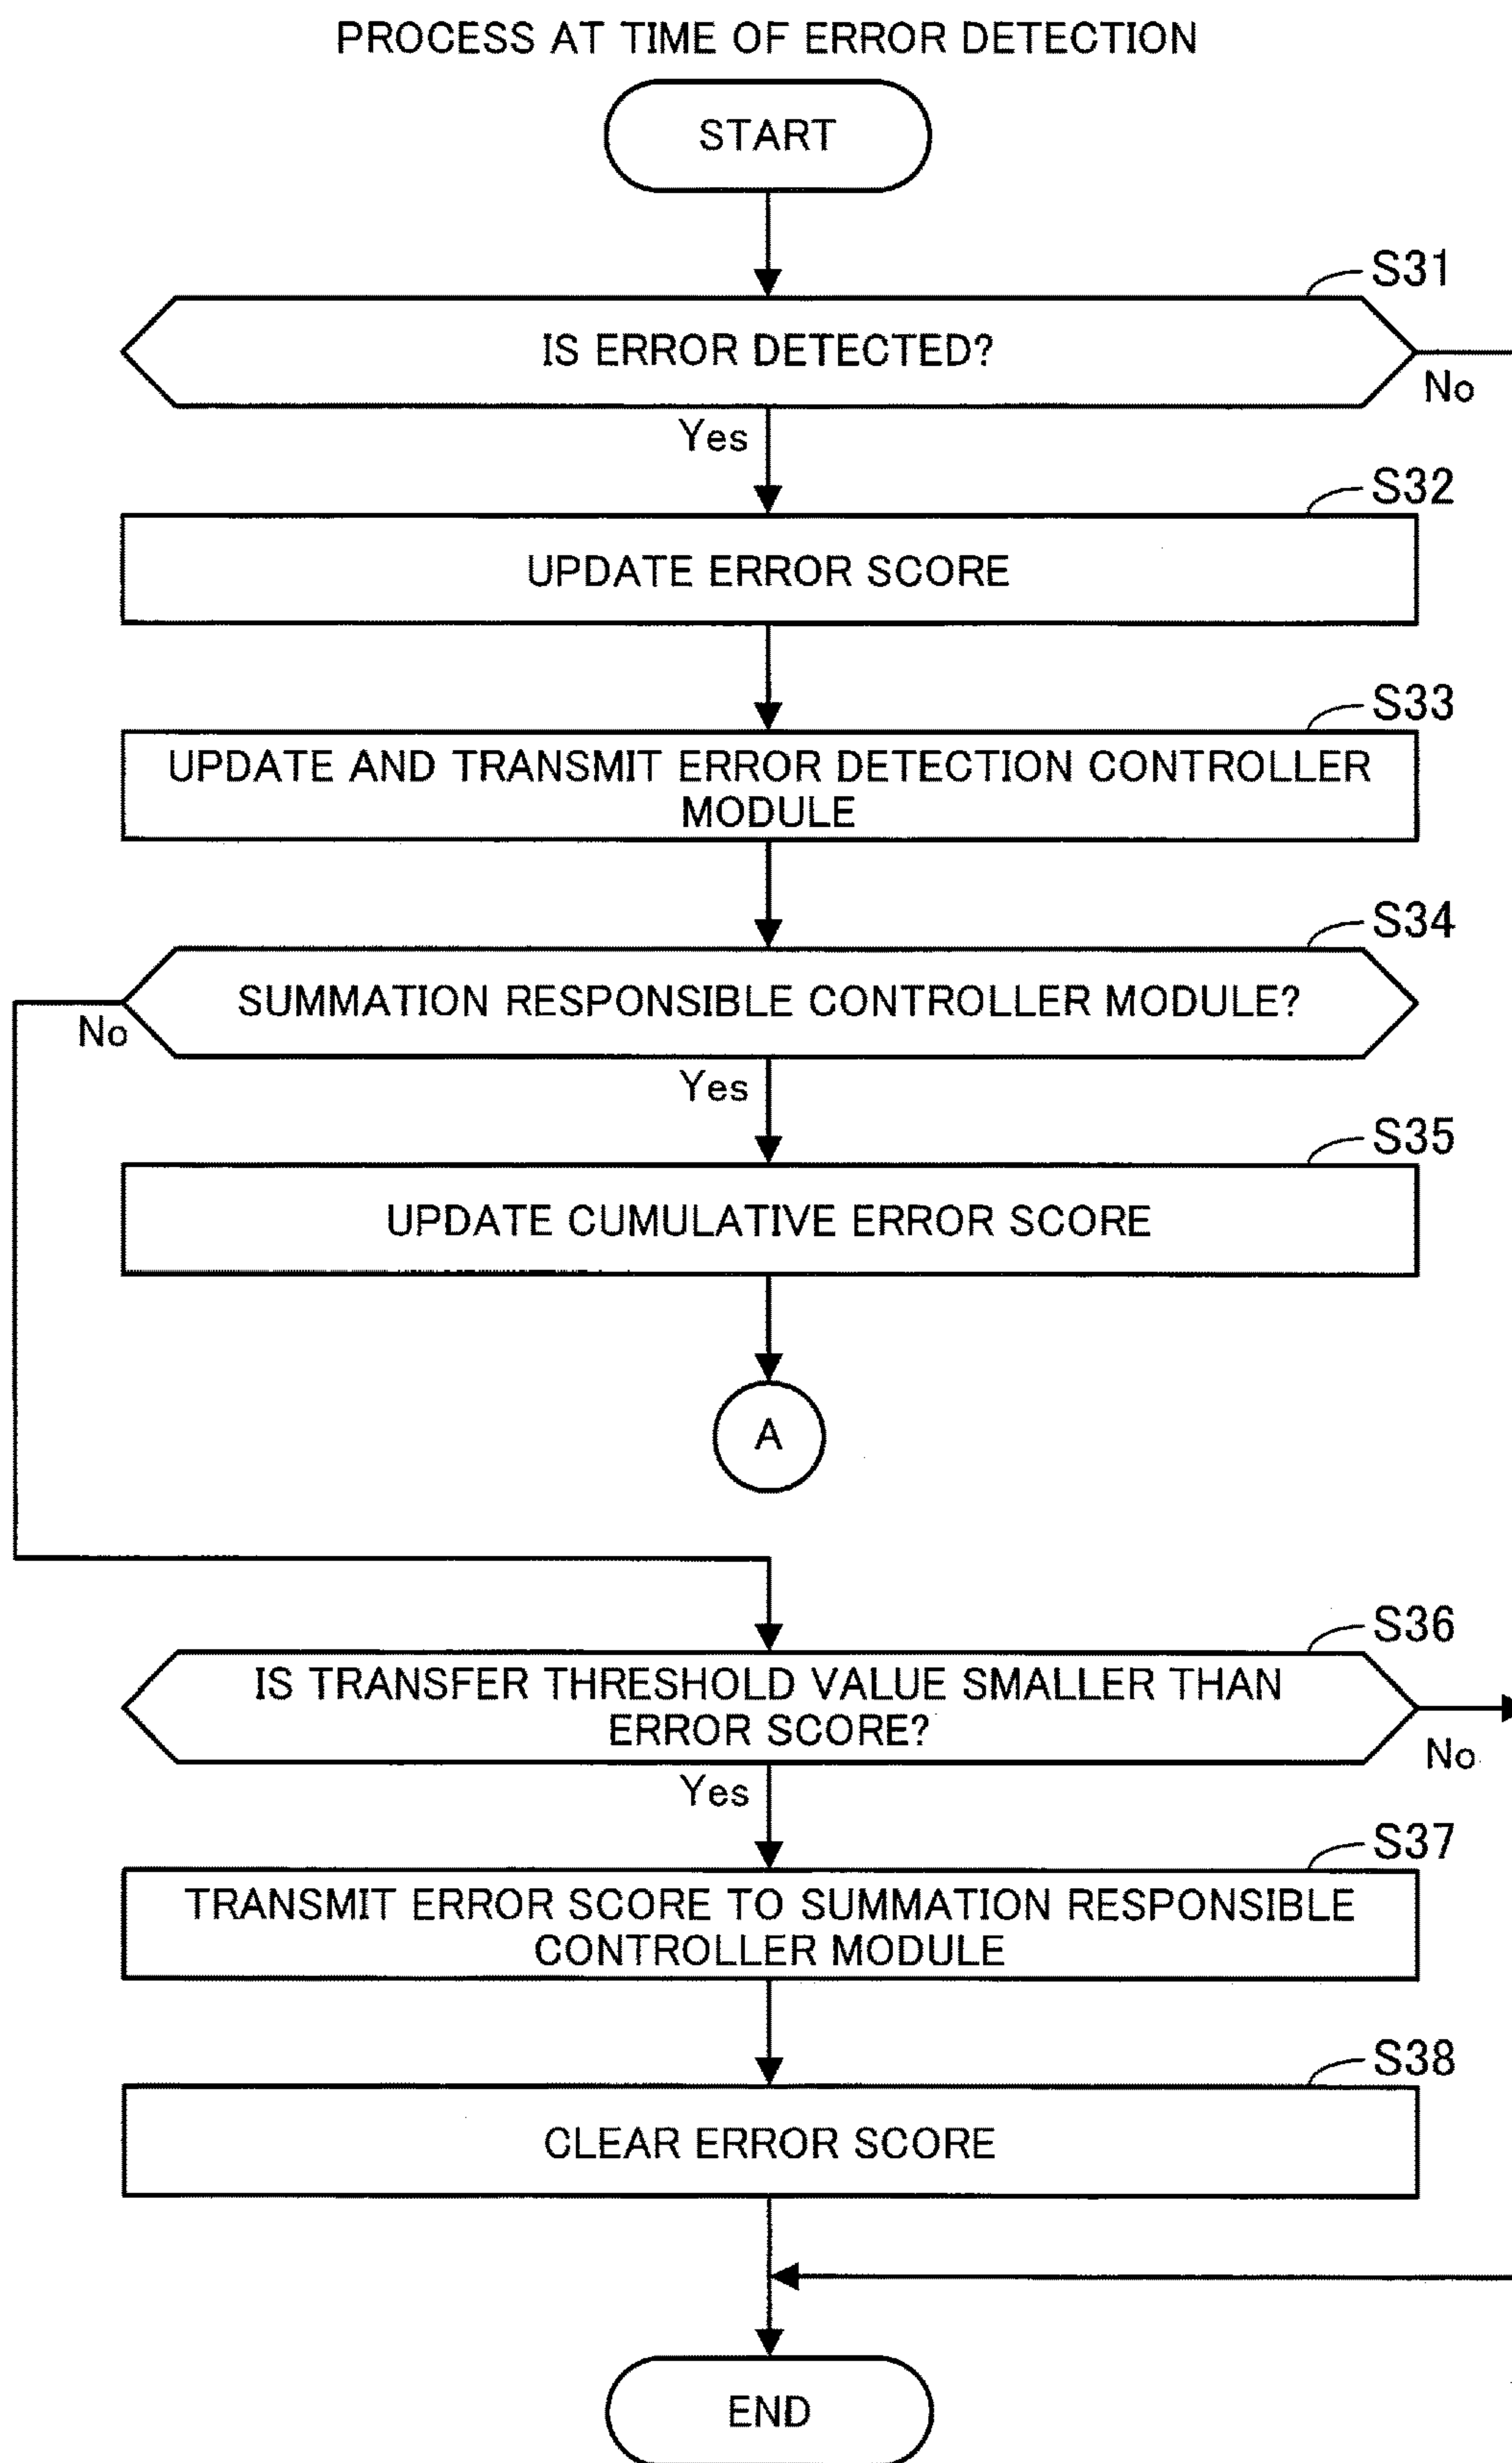 PROCESS AT TIME OF ERROR DETECTION
START
S31
IS ERROR DETECTED?
No
Yes
S32
UPDATE ERROR SCORE
S33
UPDATE AND TRANSMIT ERROR DETECTION CONTROLLER
MODULE
S34
SUMMATION RESPONSIBLE CONTROLLER MODULE?
No
Yes
S35
UPDATE CUMULATIVE ERROR SCORE
A
S36
IS TRANSFER THRESHOLD VALUE SMALLER THAN
ERROR SCORE?
No
Yes
S37
TRANSMIT ERROR SCORE TO SUMMATION RESPONSIBLE
CONTROLLER MODULE
S38
CLEAR ERROR SCORE
END